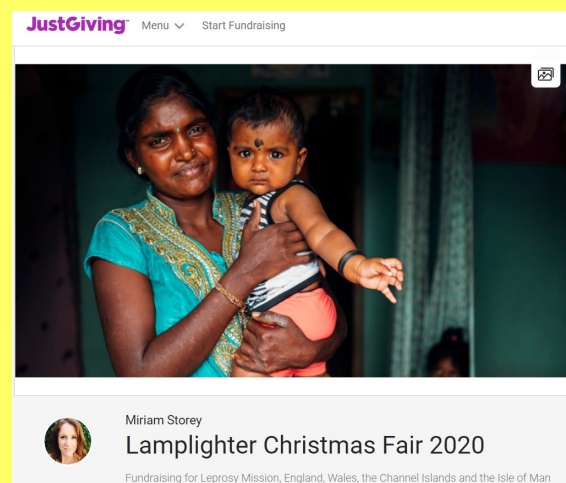 JustGiving™ Menu Start Fundraising
Miriam Storey
Lamplighter Christmas Fair 2020
Fundraising for Leprosy Mission, England, Wales, the Channel Islands and the Isle of Man